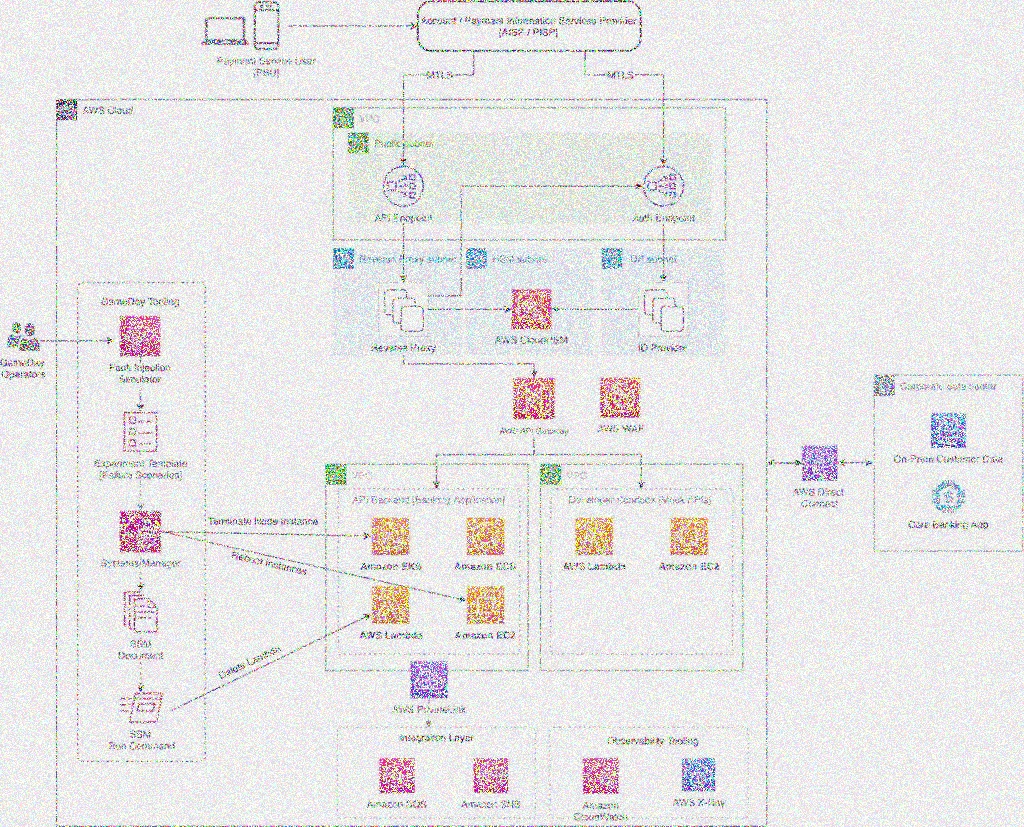 Account / Payment Information Services Provider
(AISP / PISP)
Payment Service User
(PSU)
MTLS
MTLS
AWS Cloud
VPC
Public subnet
API Endpoint
Auth Endpoint
Reverse Proxy subnet
HSM subnet
IDP subnet
Reverse Proxy
AWS CloudHSM
ID Provider
GameDay Tooling
GameDay
Operators
Fault Injection
Simulator
AWS API Gateway
AWS WAF
Corporate data center
On-Prem Customer Data
Core Banking App
AWS Direct
Connect
Experiment Template
(Failure Scenarios)
VPC
API Backend (Banking Application)
VPC
Developer Sandbox (Mock APIs)
Terminate Node Instance
Reboot Instances
Systems Manager
Amazon EKS
Amazon ECS
AWS Lambda
Amazon EC2
AWS Lambda
Amazon EC2
SSM
Document
Delete Lambda
SSM
Run Command
AWS PrivateLink
Integration Layer
Observability Tooling
Amazon SQS
Amazon SNS
Amazon
CloudWatch
AWS X-Ray